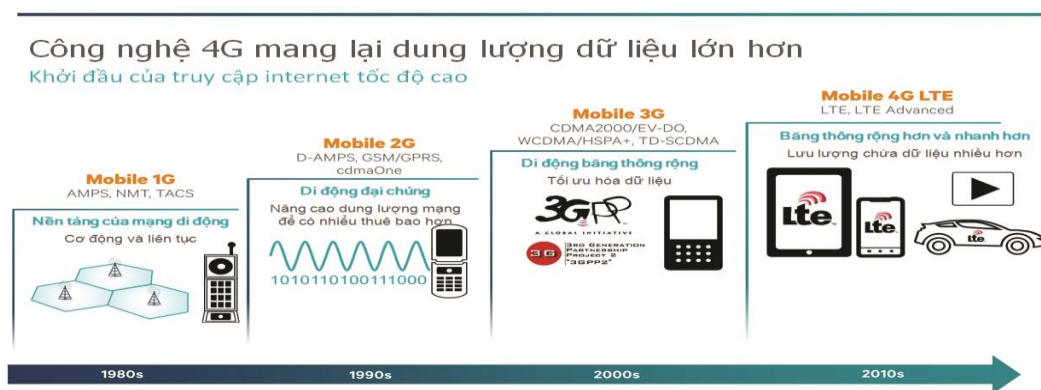 Công nghệ 4G mang lại dung lượng dữ liệu lớn hơn
Khởi đầu của truy cập internet tốc độ cao
Mobile 1G
AMPS, NMT, TACS
Nền tảng của mạng di động
Cơ động và liên tục
Mobile 2G
D-AMPS, GSM/GPRS,
cdmaOne
Di động đại chúng
Nâng cao dung lượng mạng
để có nhiều thuê bao hơn
1010110100111000
Mobile 3G
CDMA2000/EV-DO,
WCDMA/HSPA+, TD-SCDMA
Di động băng thông rộng
Tối ưu hóa dữ liệu
3GPP
A GLOBAL INITIATIVE
3G
3RD GENERATION
PARTNERSHIP
PROJECT 2
"3GPP2"
Mobile 4G LTE
LTE, LTE Advanced
Băng thông rộng hơn và nhanh hơn
Lưu lượng chứa dữ liệu nhiều hơn
Lte
Lte
Lte
1980s
1990s
2000s
2010s